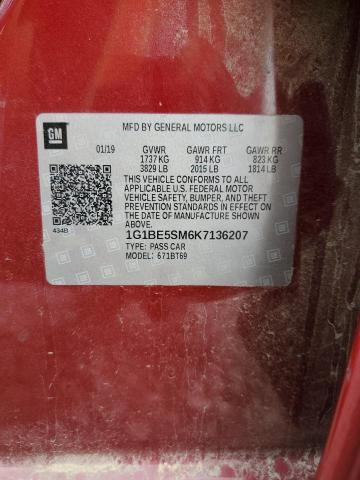 GM
MFD BY GENERAL MOTORS LLC
01/19 GVWR GAWR FRT GAWR RR
1737 KG 914 KG 823 KG
3829 LB 2015 LB 1814 LB
THIS VEHICLE CONFORMS TO ALL
APPLICABLE U.S. FEDERAL MOTOR
VEHICLE SAFETY, BUMPER, AND THEFT
PREVENTION STANDARDS IN EFFECT ON
THE DATE OF MANUFACTURE SHOWN
ABOVE.
434B
1G1BE5SM6K7136207
TYPE: PASS CAR
MODEL: 671BT69